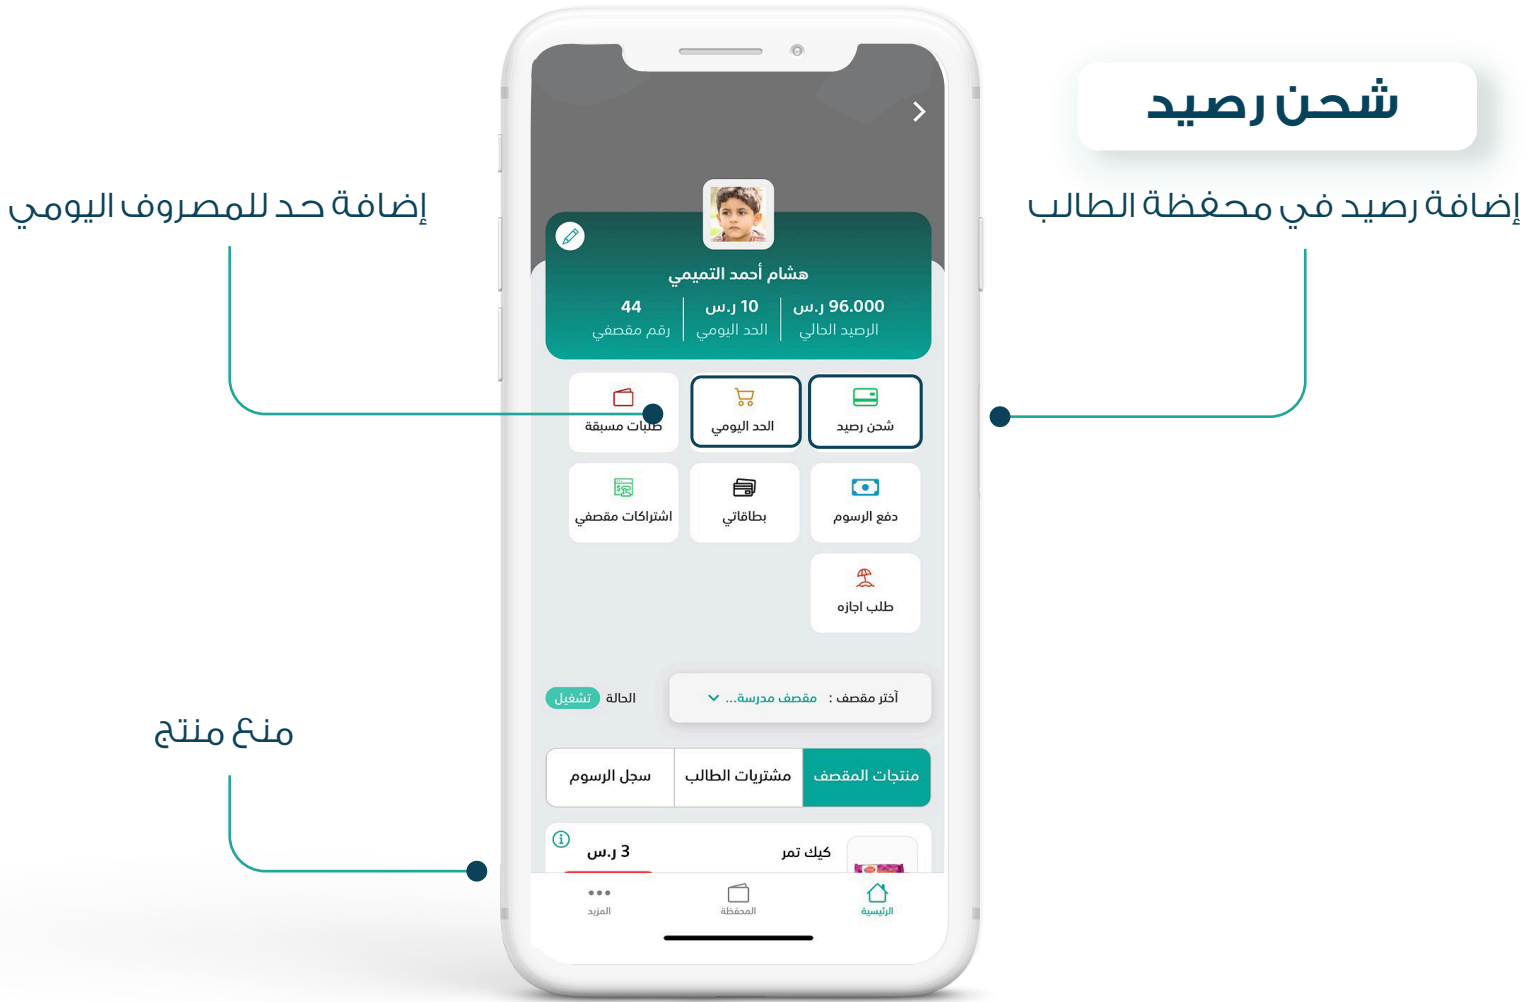 شحن رصيد
إضافة رصيد في محفظة الطالب
إضافة حد للمصروف اليومي
هشام أحمد التميمي
96.000 ر.س
10 ر.س
44
الرصيد الحالي
الحد اليومي
رقم مقصفي
شحن رصيد
الحد اليومي
طلبات مسبقة
دفع الرسوم
بطاقاتي
اشتراكات مقصفي
طلب اجازه
آختر مقصف : مقصف مدرسة...
الحالة تشغيل
منع منتج
منتجات المقصف
مشتريات الطالب
سجل الرسوم
كيك تمر
3 ر.س
الرئيسية
المحفظة
المزيد